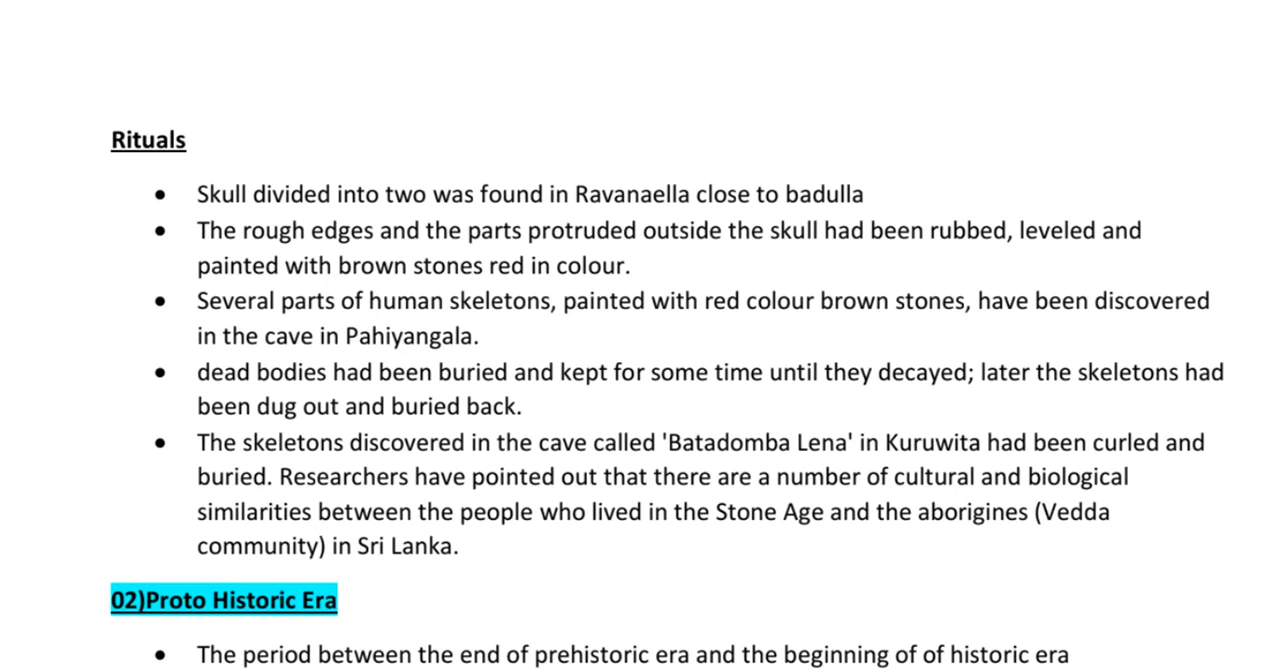 Rituals
• Skull divided into two was found in Ravanaella close to badulla
• The rough edges and the parts protruded outside the skull had been rubbed, leveled and
painted with brown stones red in colour.
• Several parts of human skeletons, painted with red colour brown stones, have been discovered
in the cave in Pahiyangala.
• dead bodies had been buried and kept for some time until they decayed; later the skeletons had
been dug out and buried back.
• The skeletons discovered in the cave called 'Batadomba Lena' in Kuruwita had been curled and
buried. Researchers have pointed out that there are a number of cultural and biological
similarities between the people who lived in the Stone Age and the aborigines (Vedda
community) in Sri Lanka.
02)Proto Historic Era
• The period between the end of prehistoric era and the beginning of of historic era